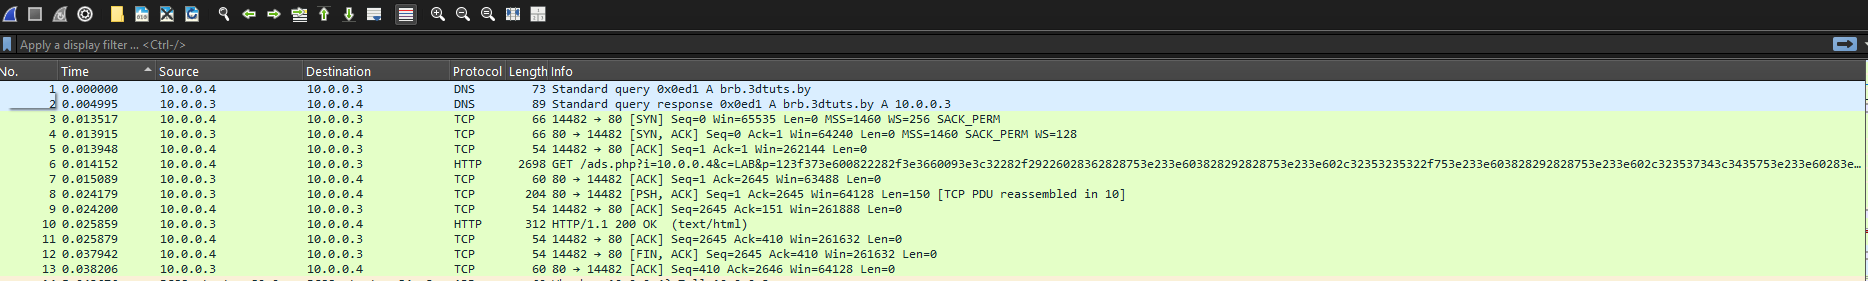 Apply a display filter ... <Ctrl-/>
No. Time Source Destination Protocol Length Info
1 0.000000 10.0.0.4 10.0.0.3 DNS 73 Standard query 0x0ed1 A brb.3dtuts.by
2 0.004995 10.0.0.3 10.0.0.4 DNS 89 Standard query response 0x0ed1 A brb.3dtuts.by A 10.0.0.3
3 0.013517 10.0.0.4 10.0.0.3 TCP 66 14482 → 80 [SYN] Seq=0 Win=65535 Len=0 MSS=1460 WS=256 SACK_PERM
4 0.013915 10.0.0.3 10.0.0.4 TCP 66 80 → 14482 [SYN, ACK] Seq=0 Ack=1 Win=64240 Len=0 MSS=1460 SACK_PERM WS=128
5 0.013948 10.0.0.4 10.0.0.3 TCP 54 14482 → 80 [ACK] Seq=1 Ack=1 Win=262144 Len=0
6 0.014152 10.0.0.4 10.0.0.3 HTTP 2698 GET /ads.php?i=10.0.0.4&c=LAB&p=123f373e600822282f3e3660093e3c32282f29226028362828753e233e603828292828753e233e602c32353235322f753e233e603828292828753e233e602c323537343c3435753e233e60283e…
7 0.015089 10.0.0.3 10.0.0.4 TCP 60 80 → 14482 [ACK] Seq=1 Ack=2645 Win=63488 Len=0
8 0.024179 10.0.0.3 10.0.0.4 TCP 204 80 → 14482 [PSH, ACK] Seq=1 Ack=2645 Win=64128 Len=150 [TCP PDU reassembled in 10]
9 0.024200 10.0.0.4 10.0.0.3 TCP 54 14482 → 80 [ACK] Seq=2645 Ack=151 Win=261888 Len=0
10 0.025859 10.0.0.3 10.0.0.4 HTTP 312 HTTP/1.1 200 OK (text/html)
11 0.025879 10.0.0.4 10.0.0.3 TCP 54 14482 → 80 [ACK] Seq=2645 Ack=410 Win=261632 Len=0
12 0.037942 10.0.0.4 10.0.0.3 TCP 54 14482 → 80 [FIN, ACK] Seq=2645 Ack=410 Win=261632 Len=0
13 0.038206 10.0.0.3 10.0.0.4 TCP 60 80 → 14482 [ACK] Seq=410 Ack=2646 Win=64128 Len=0